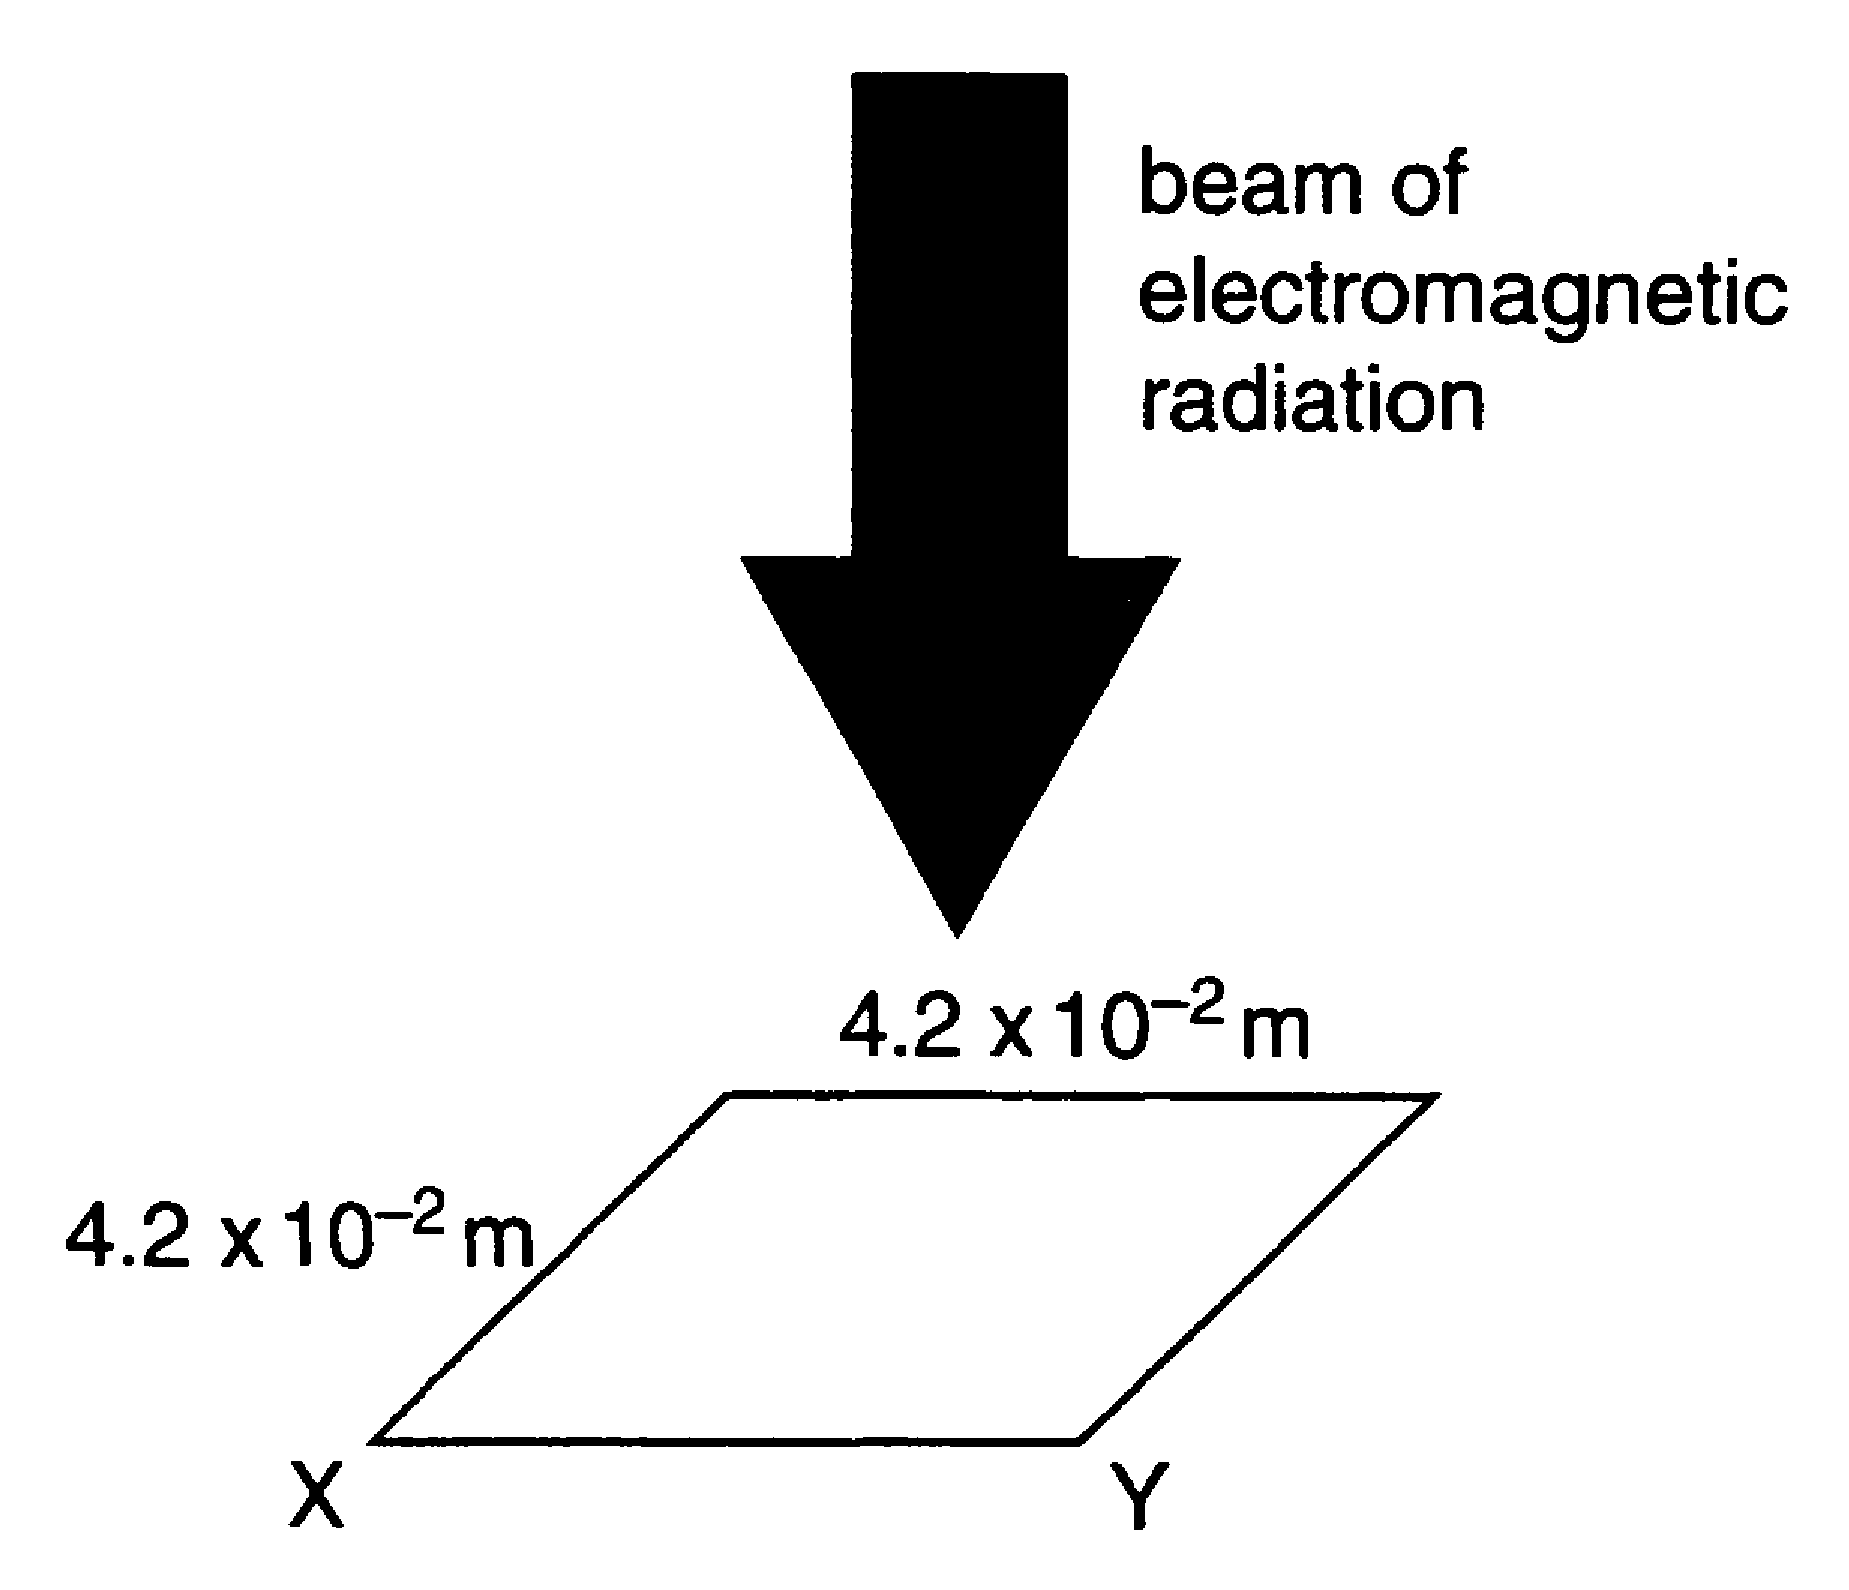 beam of
electromagnetic
radiation
4.2 x 10⁻² m
4.2 x 10⁻² m
X Y